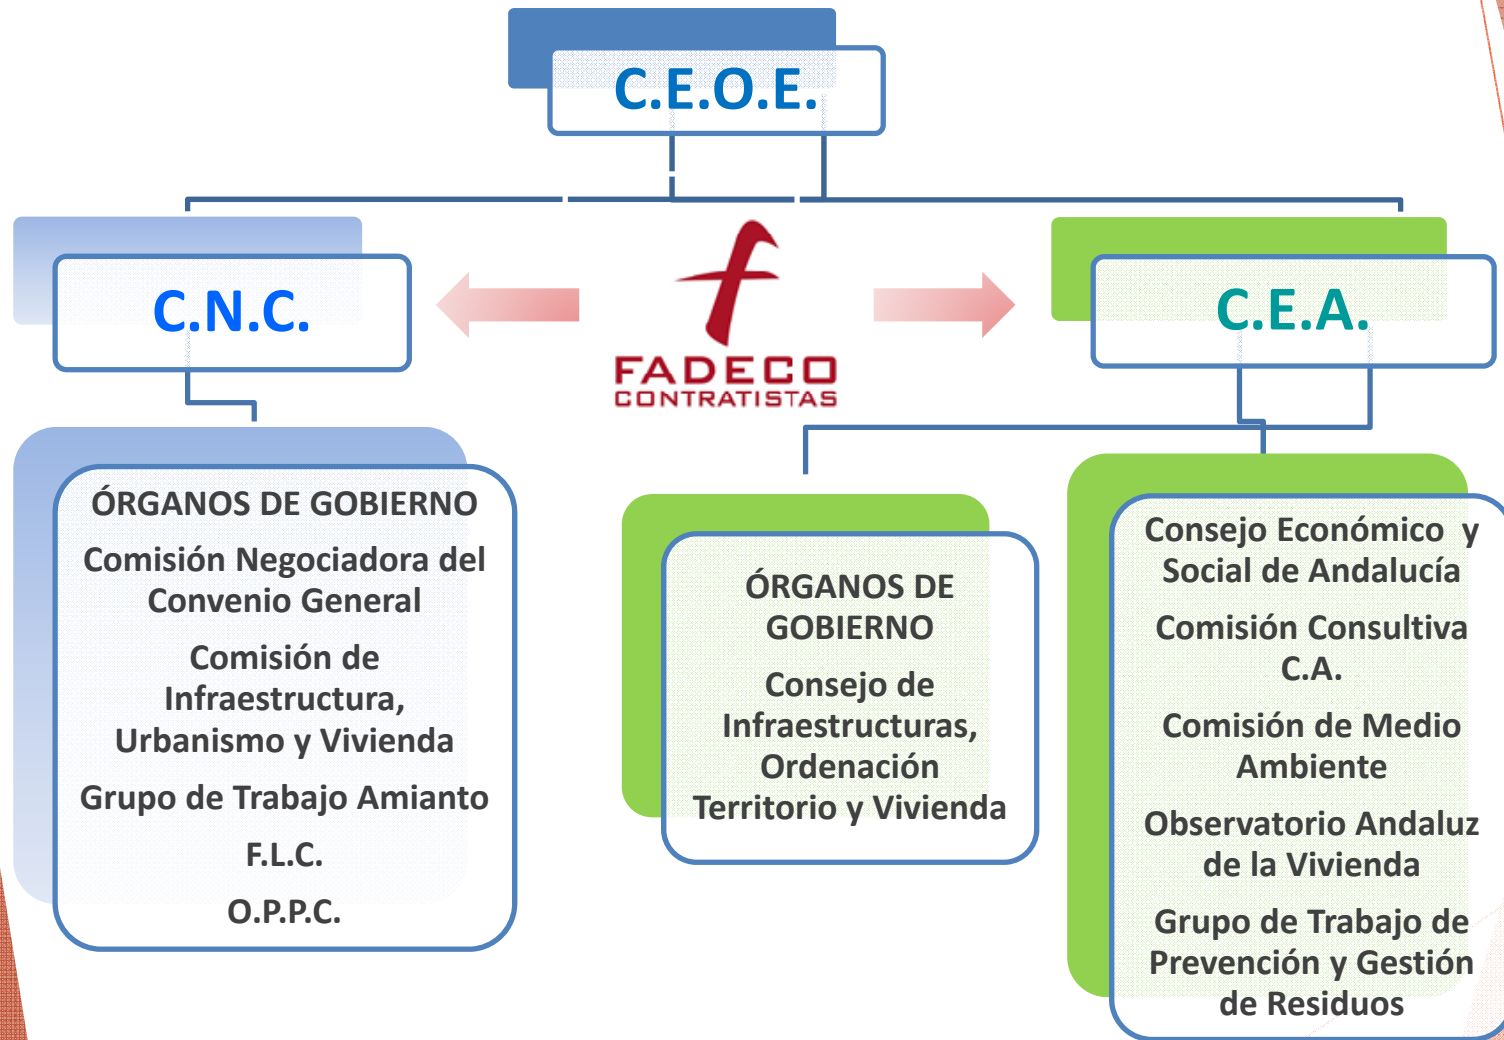 C.E.O.E.
C.N.C.
FADECO
CONTRATISTAS
C.E.A.
ÓRGANOS DE GOBIERNO
Comisión Negociadora del
Convenio General
Comisión de
Infraestructura,
Urbanismo y Vivienda
Grupo de Trabajo Amianto
F.L.C.
O.P.P.C.
ÓRGANOS DE
GOBIERNO
Consejo de
Infraestructuras,
Ordenación
Territorio y Vivienda
Consejo Económico y
Social de Andalucía
Comisión Consultiva
C.A.
Comisión de Medio
Ambiente
Observatorio Andaluz
de la Vivienda
Grupo de Trabajo de
Prevención y Gestión
de Residuos